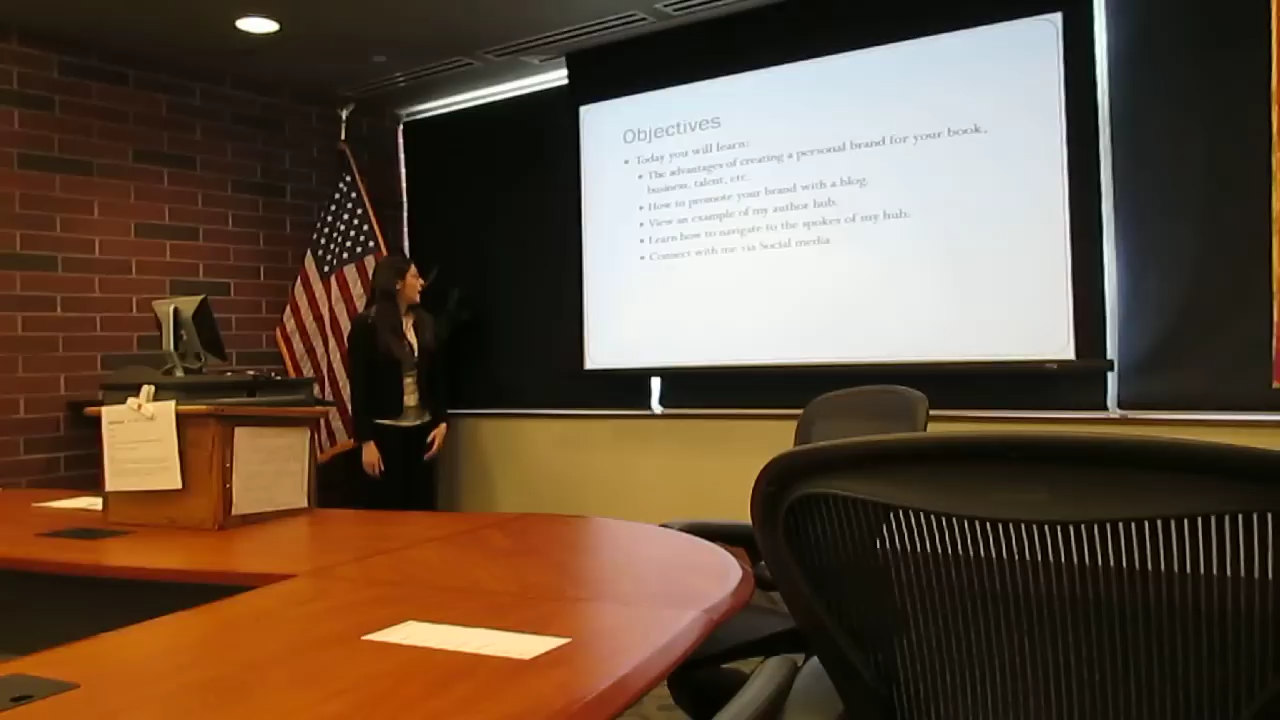 Objectives
• Today you will learn:
• The advantages of creating a personal brand for your book,
business, talent, etc.
• How to promote your brand with a blog.
• View an example of my author hub.
• Learn how to navigate to the spokes of my hub.
• Connect with me via Social media